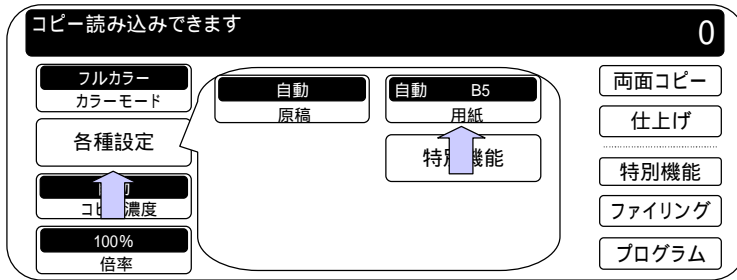 コピー読み込みできます
0
フルカラー
カラーモード
各種設定
濃度
100%
倍率
自動
原稿
自動 B5
用紙
特別機能
両面コピー
仕上げ
特別機能
ファイリング
プログラム